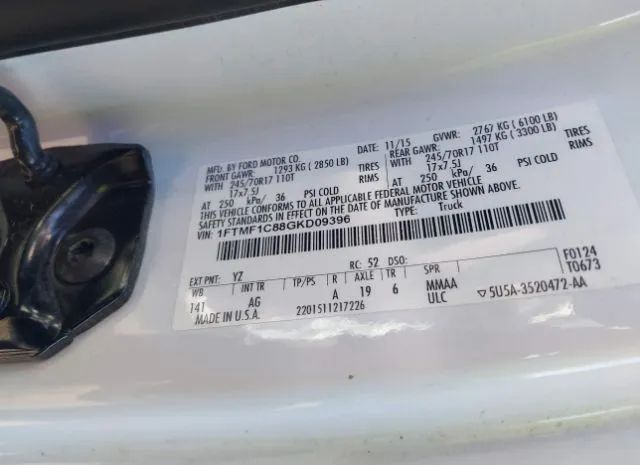 MFD. BY FORD MOTOR CO.
DATE: 11/15 GVWR: 2767 KG ( 6100 LB)
FRONT GAWR: 1293 KG ( 2850 LB) REAR GAWR: 1497 KG ( 3300 LB)
WITH 245/70R17 110T TIRES WITH 245/70R17 110T TIRES
17x7.5J RIMS 17x7.5J RIMS
AT 250 kPa/ 36 PSI COLD AT 250 kPa/ 36 PSI COLD
THIS VEHICLE CONFORMS TO ALL APPLICABLE FEDERAL MOTOR VEHICLE
SAFETY STANDARDS IN EFFECT ON THE DATE OF MANUFACTURE SHOWN ABOVE.
VIN: 1FTMF1C88GKD09396 TYPE: Truck
F0124
T0673
EXT PNT: YZ RC: 52 DSO:
WB INT TR TP/PS R AXLE TR SPR
141 AG A 19 6 MMAA
MADE IN U.S.A. 2201511217226 ULC ▽5U5A-3520472-AA